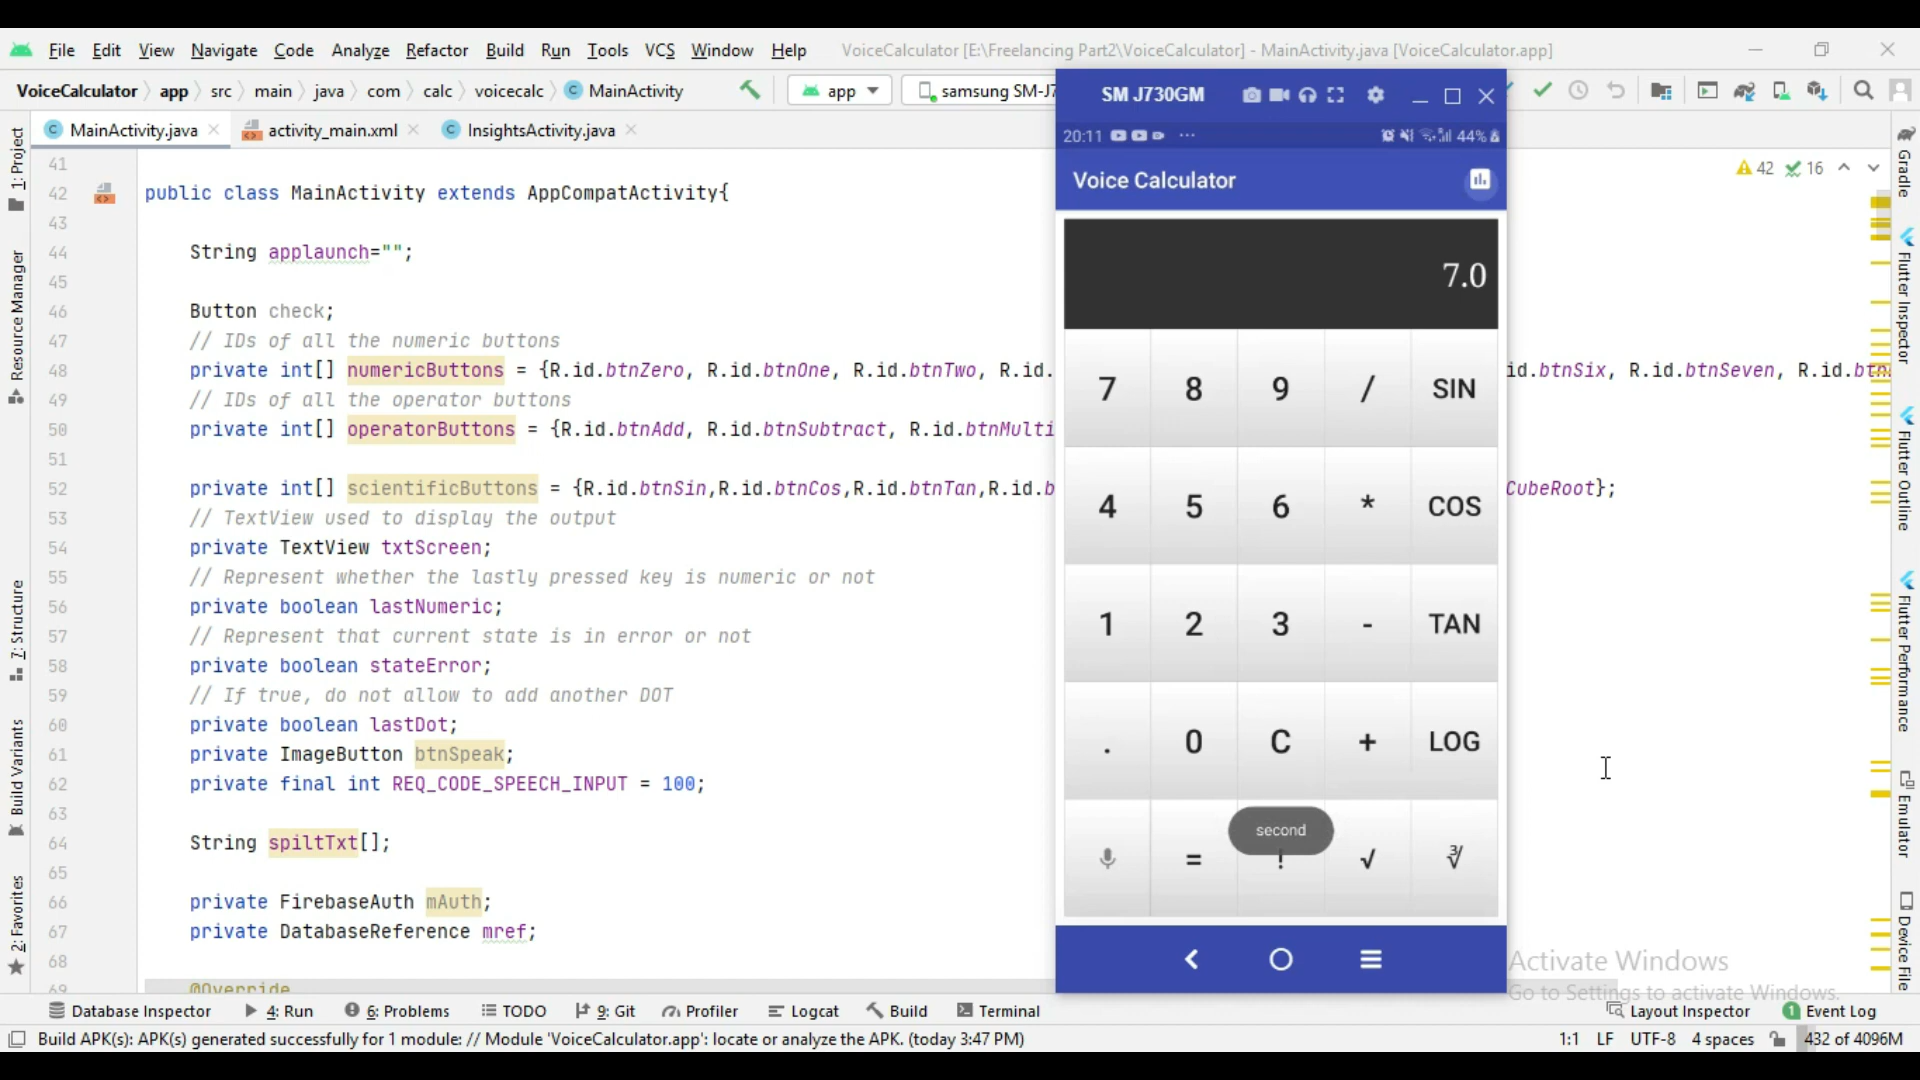 File Edit View Navigate Code Analyze Refactor Build Run Tools VCS Window Help VoiceCalculator [E:\Freelancing Part2\VoiceCalculator] - MainActivity.java [VoiceCalculator.app]
VoiceCalculator app src main java com calc voicecalc MainActivity app samsung SM-J7
MainActivity.java activity_main.xml InsightsActivity.java
42 16
41
42 public class MainActivity extends AppCompatActivity{
43
44 String applaunch="";
45
46 Button check;
47 // IDs of all the numeric buttons
48 private int[] numericButtons = {R.id.btnZero, R.id.btnOne, R.id.btnTwo, R.id. id.btnSix, R.id.btnSeven, R.id.
49 // IDs of all the operator buttons
50 private int[] operatorButtons = {R.id.btnAdd, R.id.btnSubtract, R.id.btnMulti
51
52 private int[] scientificButtons = {R.id.btnSin,R.id.btnCos,R.id.btnTan,R.id.b CubeRoot};
53 // TextView used to display the output
54 private TextView txtScreen;
55 // Represent whether the lastly pressed key is numeric or not
56 private boolean lastNumeric;
57 // Represent that current state is in error or not
58 private boolean stateError;
59 // If true, do not allow to add another DOT
60 private boolean lastDot;
61 private ImageButton btnSpeak;
62 private final int REQ_CODE_SPEECH_INPUT = 100;
63
64 String spiltTxt[];
65
66 private FirebaseAuth mAuth;
67 private DatabaseReference mref;
68
69 @Override
SM J730GM
20:11 44%
Voice Calculator
7.0
7 8 9 / SIN
4 5 6 * COS
1 2 3 - TAN
. 0 C + LOG
second
= ! √ ∛
1: Project
Resource Manager
7: Structure
Build Variants
2: Favorites
Gradle
Flutter Inspector
Flutter Outline
Flutter Performance
Emulator
Device File
Activate Windows
Go to Settings to activate Windows.
Database Inspector 4: Run 6: Problems TODO 9: Git Profiler Logcat Build Terminal Layout Inspector 1 Event Log
Build APK(s): APK(s) generated successfully for 1 module: // Module 'VoiceCalculator.app': locate or analyze the APK. (today 3:47 PM) 1:1 LF UTF-8 4 spaces 432 of 4096M